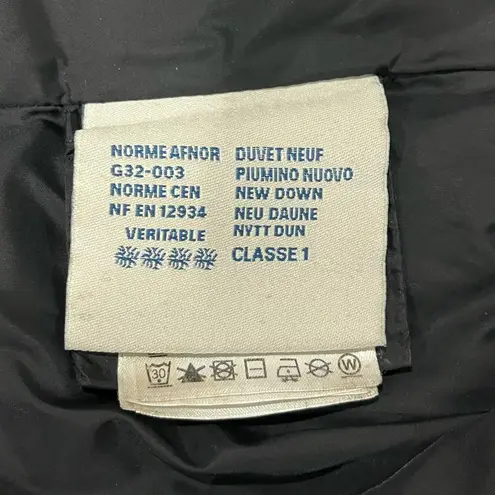 NORME AFNOR
G32-003
NORME CEN
NF EN 12934
VERITABLE
DUVET NEUF
PIUMINO NUOVO
NEW DOWN
NEU DAUNE
NYTT DUN
CLASSE 1
30 W